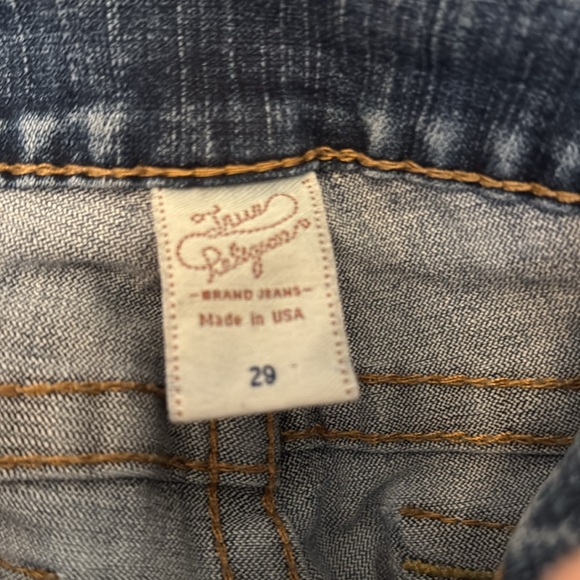 True
Religion
-BRAND JEANS-
Made in USA
29